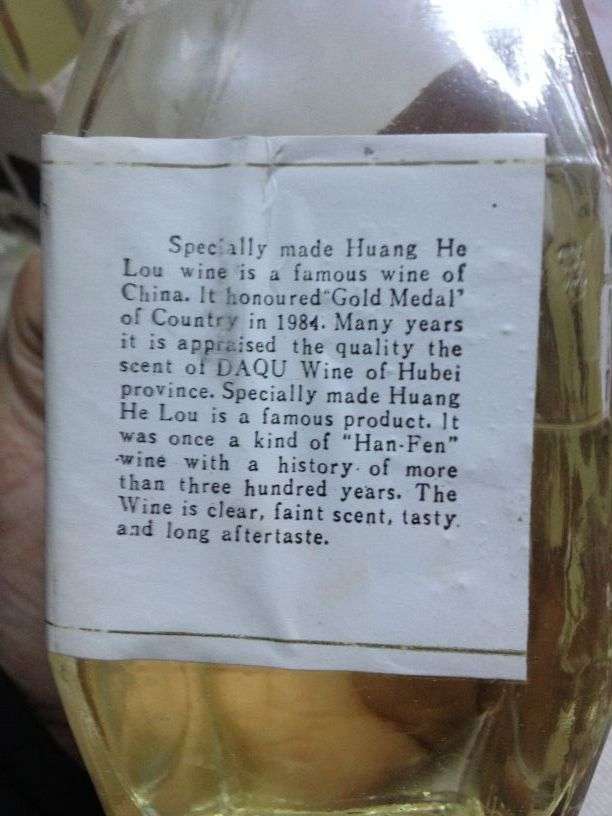 Specially made Huang He
Lou wine is a famous wine of
China. It honoured "Gold Medal"
of Country in 1984. Many years
it is appraised the quality the
scent of DAQU Wine of Hubei
province. Specially made Huang
He Lou is a famous product. It
was once a kind of "Han-Fen"
wine with a history of more
than three hundred years. The
Wine is clear, faint scent, tasty
and long aftertaste.